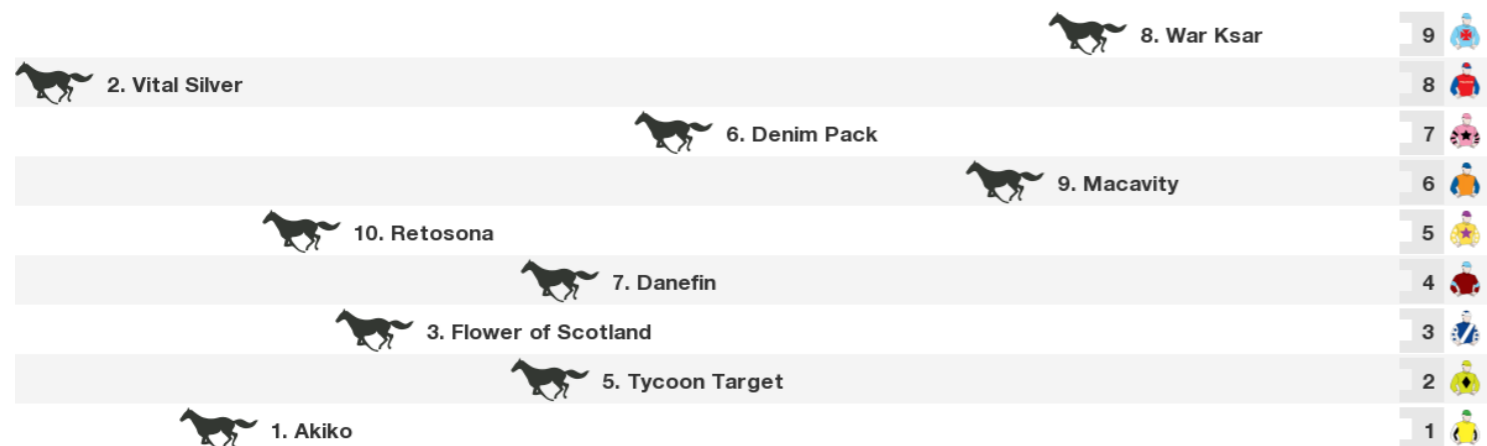 8. War Ksar 9
2. Vital Silver 8
6. Denim Pack 7
9. Macavity 6
10. Retosona 5
7. Danefin 4
3. Flower of Scotland 3
5. Tycoon Target 2
1. Akiko 1